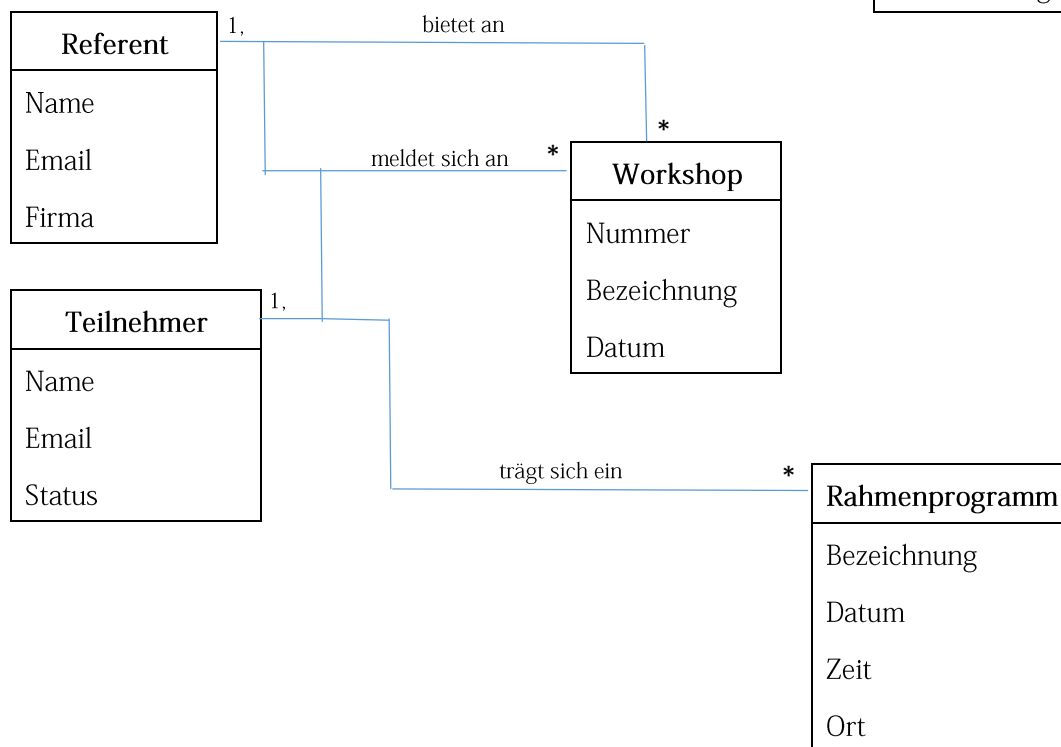 Referent
Name
Email
Firma
1,
bietet an
*
meldet sich an
*
Workshop
Nummer
Bezeichnung
Datum
Teilnehmer
1,
Name
Email
Status
trägt sich ein
*
Rahmenprogramm
Bezeichnung
Datum
Zeit
Ort